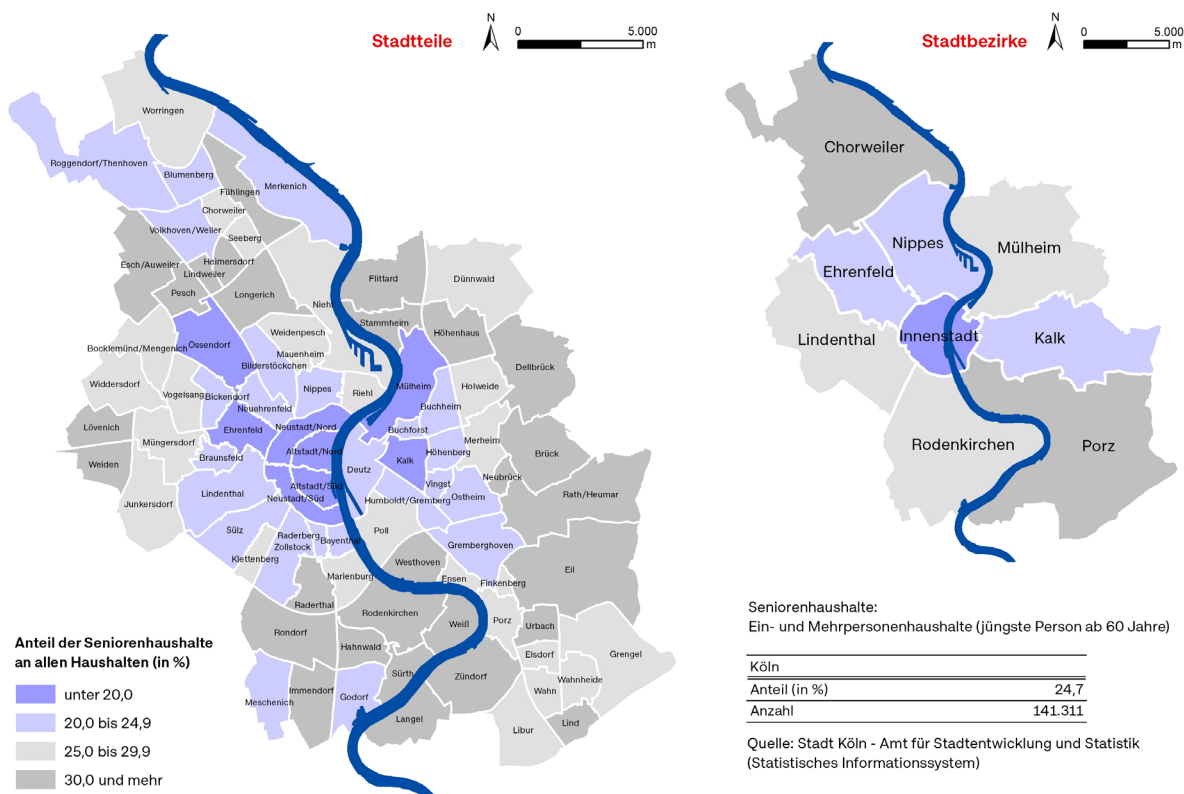 Stadtteile
N
0
5.000
m
Stadtbezirke
N
0
5.000
m
Worringen
Roggendorf/Thenhoven
Blumenberg
Merkenich
Fühlingen
Chorweiler
Volkhoven/Weiler
Seeberg
Esch/Auweiler
Heimersdorf
Lindweiler
Pesch
Longerich
Niehl
Flittard
Dünnwald
Stammheim
Höhenhaus
Weidenpesch
Ossendorf
Bocklemünd/Mengenich
Mauenheim
Bilderstöckchen
Dellbrück
Widdersdorf
Vogelsang
Bickendorf
Nippes
Riehl
Mülheim
Holweide
Neuehrenfeld
Buchheim
Lövenich
Ehrenfeld
Neustadt/Nord
Buchforst
Müngersdorf
Merheim
Altstadt/Nord
Höhenberg
Brück
Braunsfeld
Kalk
Weiden
Deutz
Neubrück
Vingst
Altstadt/Süd
Lindenthal
Neustadt/Süd
Humboldt/Gremberg
Ostheim
Rath/Heumar
Junkersdorf
Sülz
Raderberg
Zollstock
Bayenthal
Poll
Gremberghoven
Klettenberg
Westhoven
Eil
Marienburg
Ensen
Finkenberg
Raderthal
Rodenkirchen
Weiß
Porz
Urbach
Rondorf
Hahnwald
Elsdorf
Grengel
Sürth
Zündorf
Wahnheide
Immendorf
Godorf
Wahn
Meschenich
Langel
Libur
Lind
Chorweiler
Nippes
Mülheim
Ehrenfeld
Lindenthal
Innenstadt
Kalk
Rodenkirchen
Porz
Anteil der Seniorenhaushalte
an allen Haushalten (in %)
unter 20,0
20,0 bis 24,9
25,0 bis 29,9
30,0 und mehr
Seniorenhaushalte:
Ein- und Mehrpersonenhaushalte (jüngste Person ab 60 Jahre)
Köln
Anteil (in %) 24,7
Anzahl 141.311
Quelle: Stadt Köln - Amt für Stadtentwicklung und Statistik
(Statistisches Informationssystem)